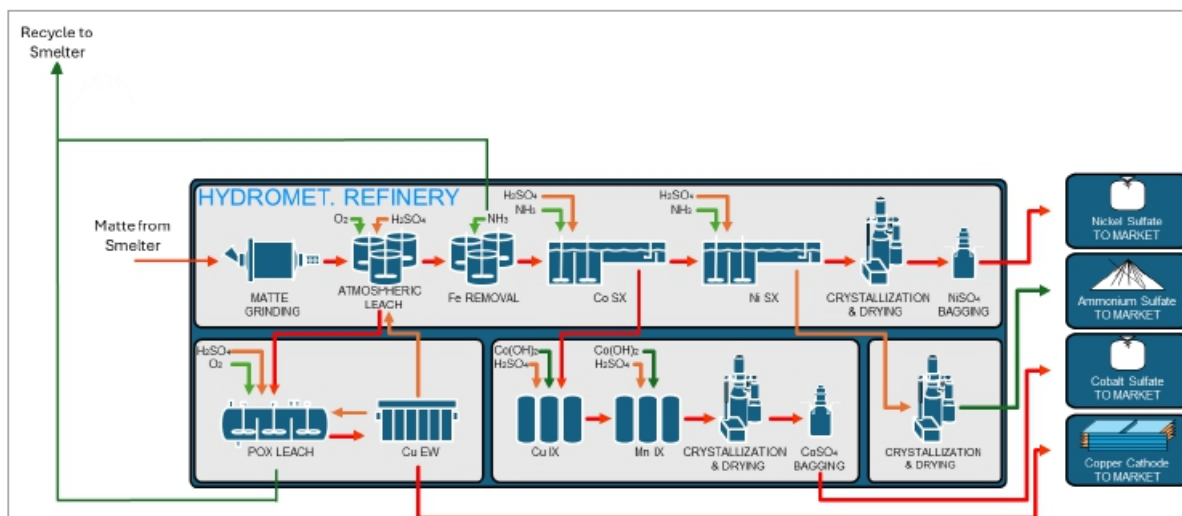 Recycle to
Smelter
HYDROMET. REFINERY
Matte from
Smelter
O₂
H₂SO₄
NH₃
H₂SO₄
NH₃
H₂SO₄
NH₃
MATTE
GRINDING
ATMOSPHERIC
LEACH
Fe REMOVAL
Co SX
Ni SX
CRYSTALLIZATION
& DRYING
NiSO₄
BAGGING
Nickel Sulfate
TO MARKET
Ammonium Sulfate
TO MARKET
Cobalt Sulfate
TO MARKET
Copper Cathode
TO MARKET
H₂SO₄
O₂
POX LEACH
Cu EW
Co(OH)₂
H₂SO₄
Co(OH)₂
H₂SO₄
Cu IX
Mn IX
CRYSTALLIZATION
& DRYING
CoSO₄
BAGGING
CRYSTALLIZATION
& DRYING